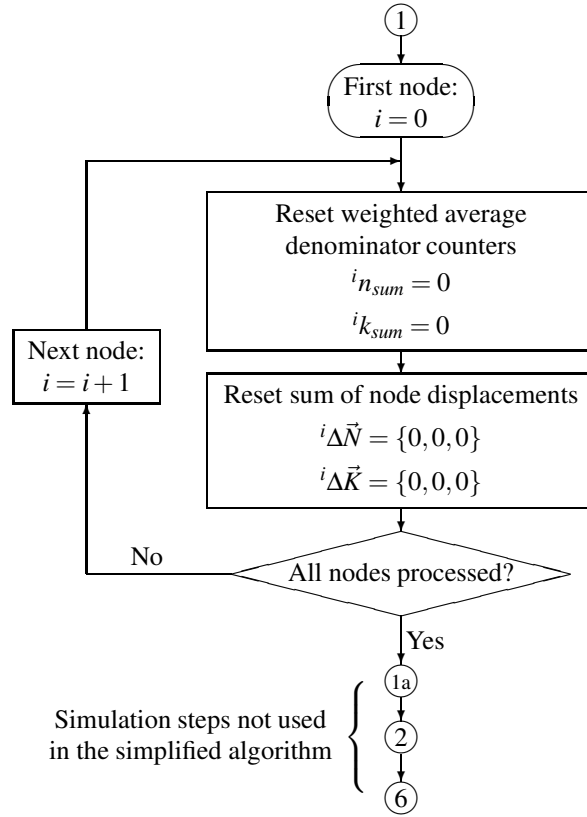 1
First node:
i = 0
Reset weighted average
denominator counters
ⁱn_sum = 0
ⁱk_sum = 0
Next node:
i = i + 1
Reset sum of node displacements
ⁱΔN⃗ = {0, 0, 0}
ⁱΔK⃗ = {0, 0, 0}
No
All nodes processed?
Yes
1a
Simulation steps not used
in the simplified algorithm
2
6